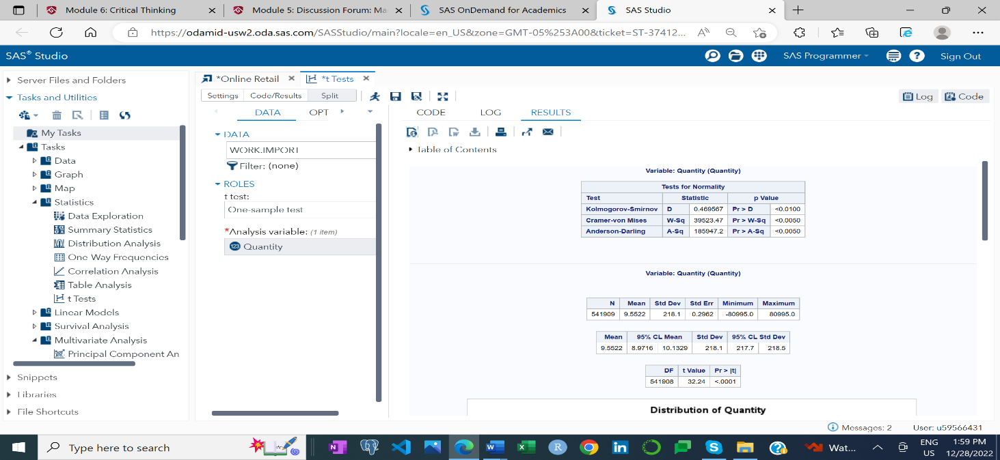 Module 6: Critical Thinking
Module 5: Discussion Forum: Ma
SAS OnDemand for Academics
SAS Studio
https://odamid-usw2.oda.sas.com/SASStudio/main?locale=en_US&zone=GMT-05%253A00&ticket=ST-37412...
SAS® Studio
SAS Programmer
Sign Out
Server Files and Folders
Tasks and Utilities
My Tasks
Tasks
Data
Graph
Map
Statistics
Data Exploration
Summary Statistics
Distribution Analysis
One-Way Frequencies
Correlation Analysis
Table Analysis
t Tests
Linear Models
Survival Analysis
Multivariate Analysis
Principal Component An
Snippets
Libraries
File Shortcuts
*Online Retail
*t Tests
Settings Code/Results Split
Log Code
DATA OPT
DATA
WORK.IMPORT
Filter: (none)
ROLES
t test:
One-sample test
*Analysis variable: (1 item)
123 Quantity
CODE LOG RESULTS
Table of Contents
Variable: Quantity (Quantity)
Tests for Normality
Test Statistic p Value
Kolmogorov-Smirnov D 0.469567 Pr > D <0.0100
Cramer-von Mises W-Sq 39523.47 Pr > W-Sq <0.0050
Anderson-Darling A-Sq 185947.2 Pr > A-Sq <0.0050
Variable: Quantity (Quantity)
N Mean Std Dev Std Err Minimum Maximum
541909 9.5522 218.1 0.2962 -80995.0 80995.0
Mean 95% CL Mean Std Dev 95% CL Std Dev
9.5522 8.9716 10.1329 218.1 217.7 218.5
DF t Value Pr > |t|
541908 32.24 <.0001
Distribution of Quantity
Messages: 2 User: u59566431
Type here to search
Wat...
ENG
US
1:59 PM
12/28/2022